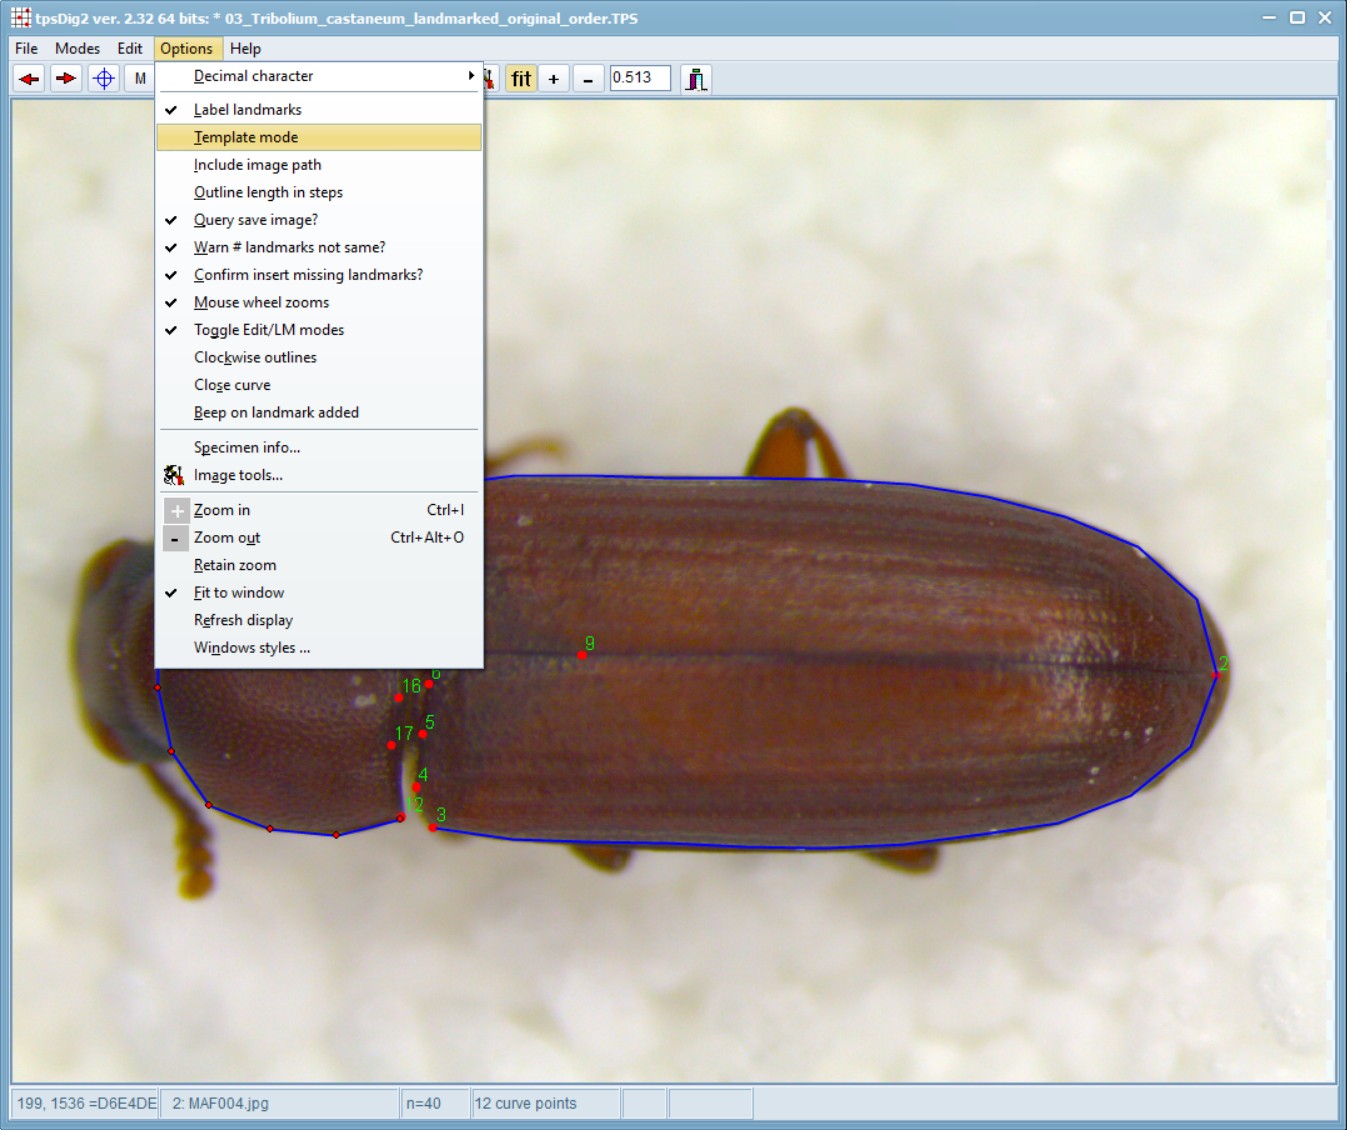 tpsDig2 ver. 2.32 64 bits: * 03_Tribolium_castaneum_landmarked_original_order.TPS
File Modes Edit Options Help
M fit + - 0.513
Decimal character
Label landmarks
Template mode
Include image path
Outline length in steps
Query save image?
Warn # landmarks not same?
Confirm insert missing landmarks?
Mouse wheel zooms
Toggle Edit/LM modes
Clockwise outlines
Close curve
Beep on landmark added
Specimen info...
Image tools...
+ Zoom in Ctrl+I
- Zoom out Ctrl+Alt+O
Retain zoom
Fit to window
Refresh display
Windows styles ...
9
2
16
6
5
17
4
2
3
199, 1536 =D6E4DE 2: MAF004.jpg n=40 12 curve points